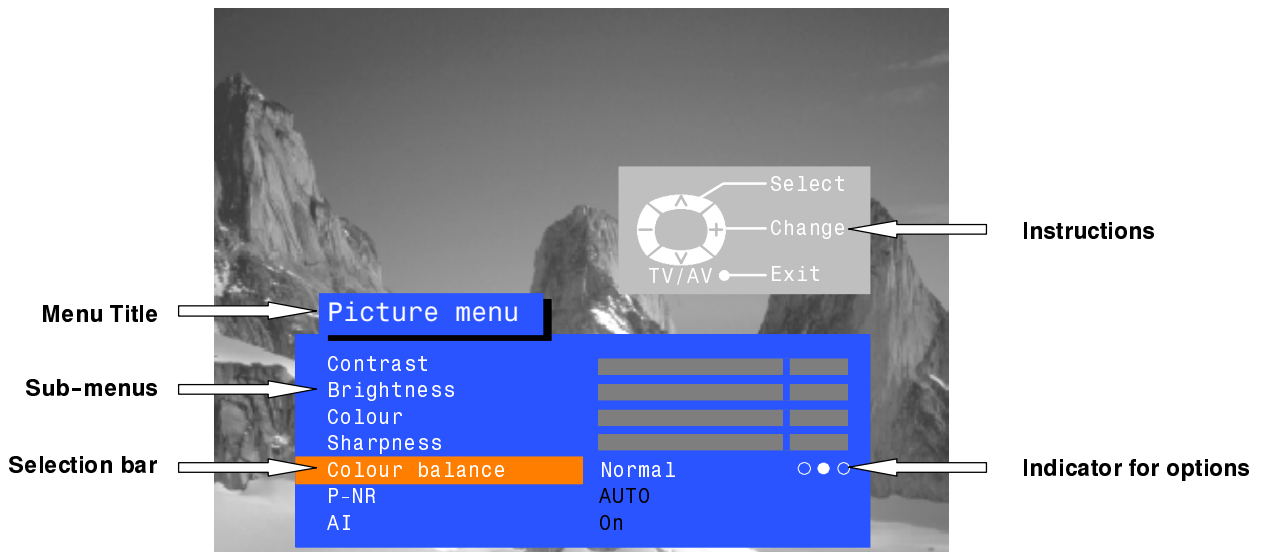 Select
Change
Instructions
TV/AV
Exit
Menu Title
Picture menu
Contrast
Sub-menus
Brightness
Colour
Sharpness
Selection bar
Colour balance
Normal
Indicator for options
P-NR
AUTO
AI
On